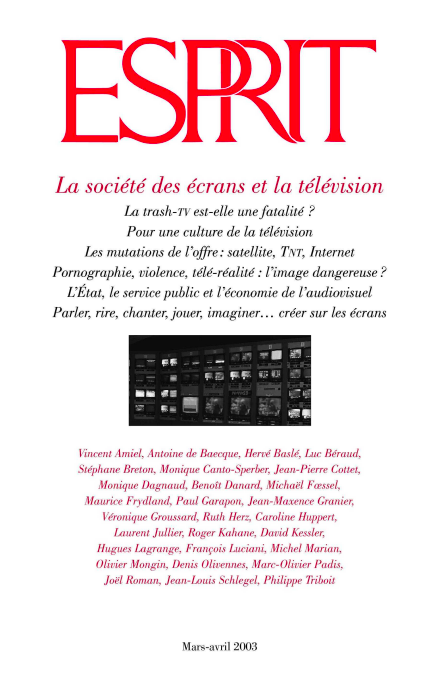 ESPRIT
La société des écrans et la télévision
La trash-TV est-elle une fatalité ?
Pour une culture de la télévision
Les mutations de l'offre : satellite, TNT, Internet
Pornographie, violence, télé-réalité : l'image dangereuse ?
L'État, le service public et l'économie de l'audiovisuel
Parler, rire, chanter, jouer, imaginer… créer sur les écrans
Vincent Amiel, Antoine de Baecque, Hervé Baslé, Luc Béraud,
Stéphane Breton, Monique Canto-Sperber, Jean-Pierre Cottet,
Monique Dagnaud, Benoît Danard, Michaël Fœssel,
Maurice Frydland, Paul Garapon, Jean-Maxence Granier,
Véronique Groussard, Ruth Herz, Caroline Huppert,
Laurent Jullier, Roger Kahane, David Kessler,
Hugues Lagrange, François Luciani, Michel Marian,
Olivier Mongin, Denis Olivennes, Marc-Olivier Padis,
Joël Roman, Jean-Louis Schlegel, Philippe Triboit
Mars-avril 2003